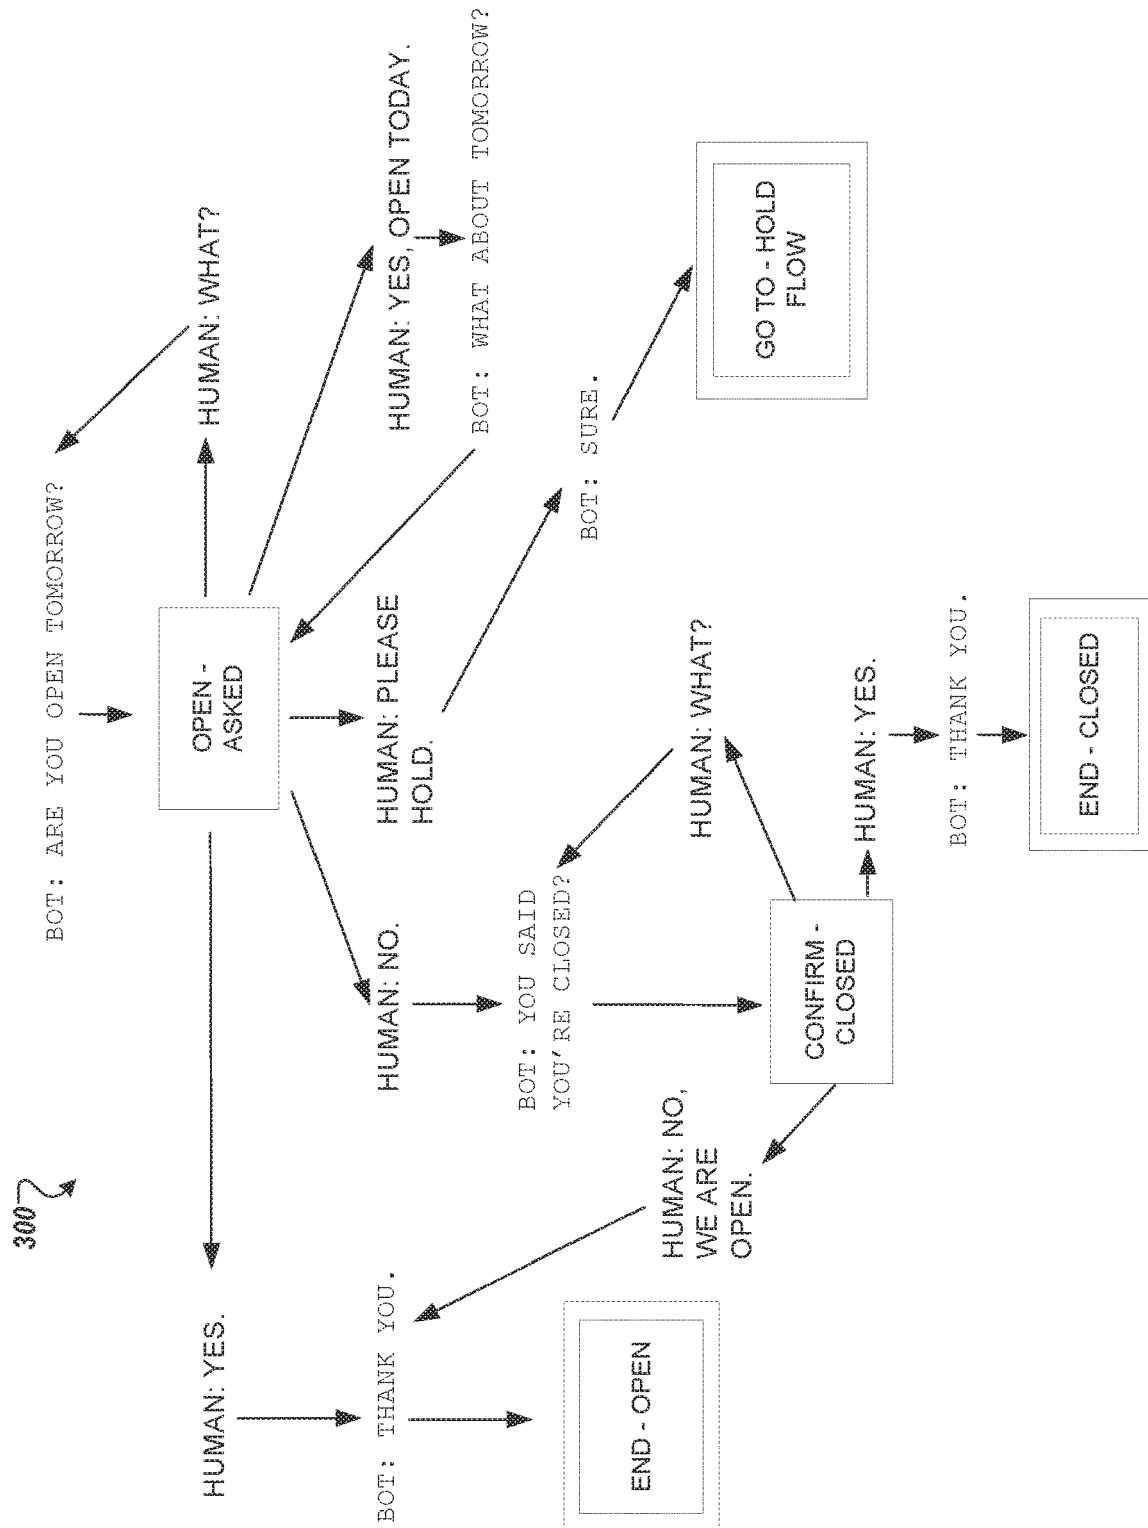 300
BOT: ARE YOU OPEN TOMORROW?
OPEN -
ASKED
HUMAN: YES.
HUMAN: WHAT?
HUMAN: NO.
HUMAN: PLEASE
HOLD.
HUMAN: YES, OPEN TODAY.
BOT: THANK YOU.
BOT: WHAT ABOUT TOMORROW?
BOT: YOU SAID
YOU'RE CLOSED?
BOT: SURE.
END - OPEN
HUMAN: NO,
WE ARE
OPEN.
HUMAN: WHAT?
GO TO - HOLD
FLOW
CONFIRM -
CLOSED
HUMAN: YES.
BOT: THANK YOU.
END - CLOSED